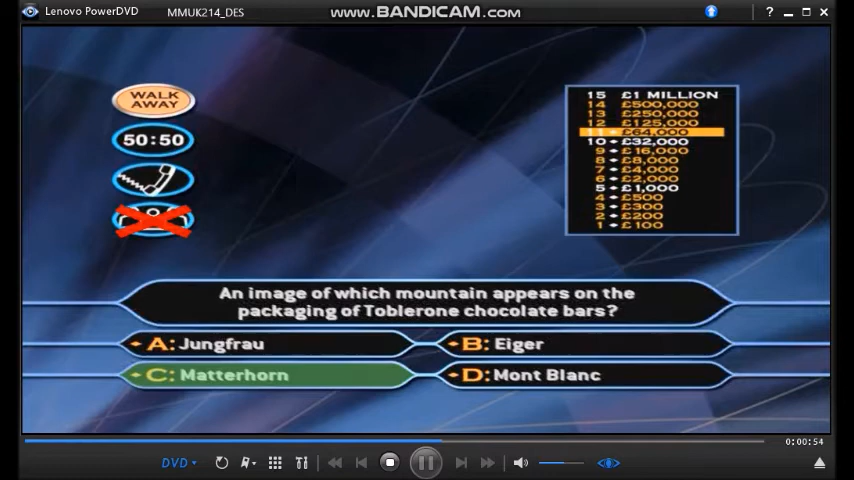 Lenovo PowerDVD
MMUK214_DES
www.BANDICAM.com
?
WALK
AWAY
50:50
15 £1 MILLION
14 £500,000
13 £250,000
12 £125,000
11 £64,000
10 £32,000
9 £16,000
8 £8,000
7 £4,000
6 £2,000
5 £1,000
4 £500
3 £300
2 £200
1 £100
An image of which mountain appears on the
packaging of Toblerone chocolate bars?
A: Jungfrau
B: Eiger
C: Matterhorn
D: Mont Blanc
0:00:54
DVD